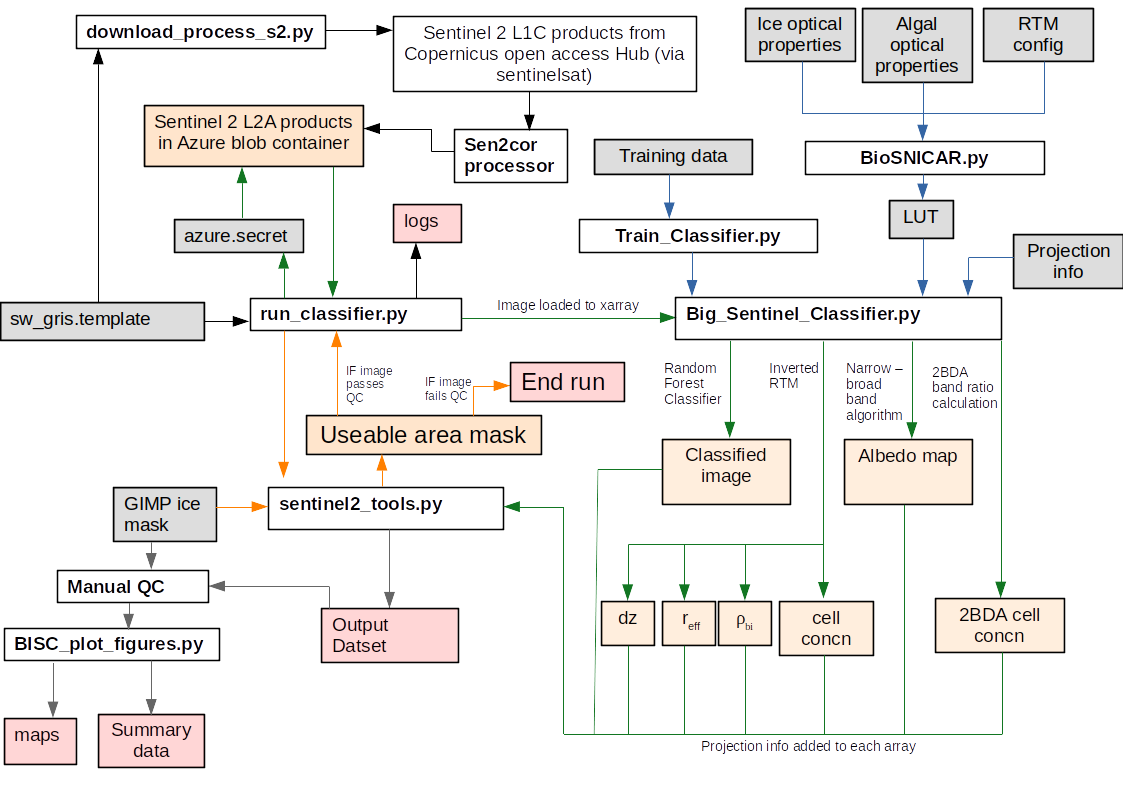 download_process_s2.py
Sentinel 2 L1C products from
Copernicus open access Hub (via
sentinelsat)
Ice optical
properties
Algal
optical
properties
RTM
config
Sentinel 2 L2A products
in Azure blob container
Sen2cor
processor
Training data
BioSNICAR.py
azure.secret
logs
Train_Classifier.py
LUT
Projection
info
sw_gris.template
run_classifier.py
Image loaded to xarray
Big_Sentinel_Classifier.py
IF image
passes
QC
IF image
fails QC
End run
Random
Forest
Classifier
Inverted
RTM
Narrow –
broad
band
algorithm
2BDA
band ratio
calculation
Useable area mask
Classified
image
Albedo map
GIMP ice
mask
sentinel2_tools.py
Manual QC
Output
Datset
dz
reff
ρbi
cell
concn
2BDA cell
concn
BISC_plot_figures.py
maps
Summary
data
Projection info added to each array